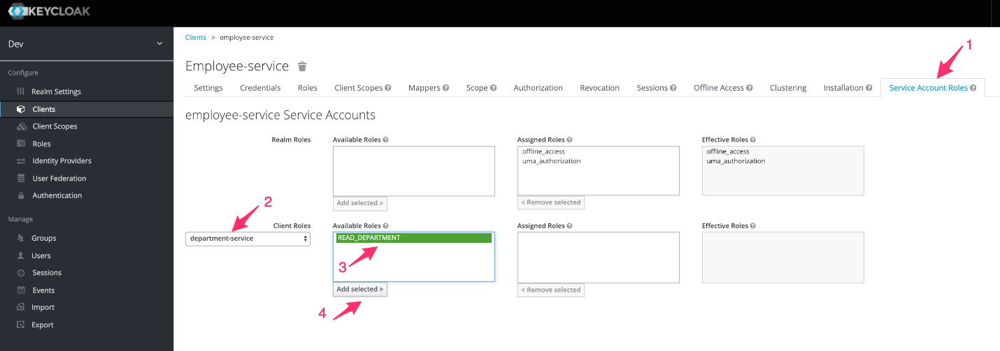 KEYCLOAK
Dev
Configure
Realm Settings
Clients
Client Scopes
Roles
Identity Providers
User Federation
Authentication
Manage
Groups
Users
Sessions
Events
Import
Export
Clients » employee-service
1
Employee-service
Settings Credentials Roles Client Scopes ? Mappers ? Scope ? Authorization Revocation Sessions ? Offline Access ? Clustering Installation ? Service Account Roles ?
employee-service Service Accounts
Realm Roles Available Roles ? Assigned Roles ? Effective Roles ?
offline_access offline_access
uma_authorization uma_authorization
Add selected » « Remove selected
2
Client Roles Available Roles ? Assigned Roles ? Effective Roles ?
department-service READ_DEPARTMENT
3
Add selected » « Remove selected
4